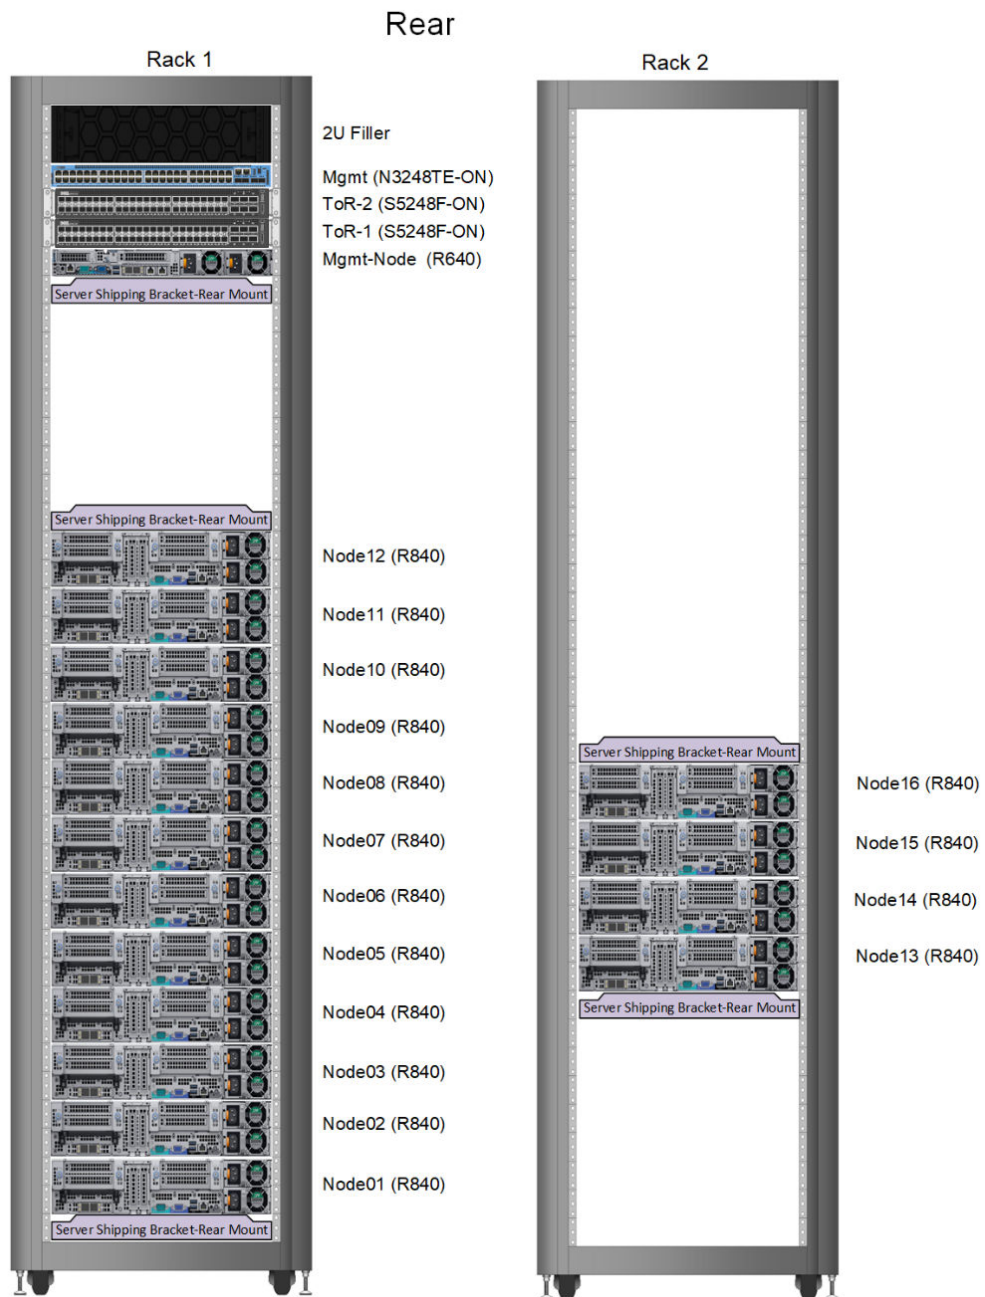 Rear
Rack 1
2U Filler
Mgmt (N3248TE-ON)
ToR-2 (S5248F-ON)
ToR-1 (S5248F-ON)
Mgmt-Node (R640)
Server Shipping Bracket-Rear Mount
Server Shipping Bracket-Rear Mount
Node12 (R840)
Node11 (R840)
Node10 (R840)
Node09 (R840)
Node08 (R840)
Node07 (R840)
Node06 (R840)
Node05 (R840)
Node04 (R840)
Node03 (R840)
Node02 (R840)
Node01 (R840)
Server Shipping Bracket-Rear Mount
Rack 2
Server Shipping Bracket-Rear Mount
Node16 (R840)
Node15 (R840)
Node14 (R840)
Node13 (R840)
Server Shipping Bracket-Rear Mount